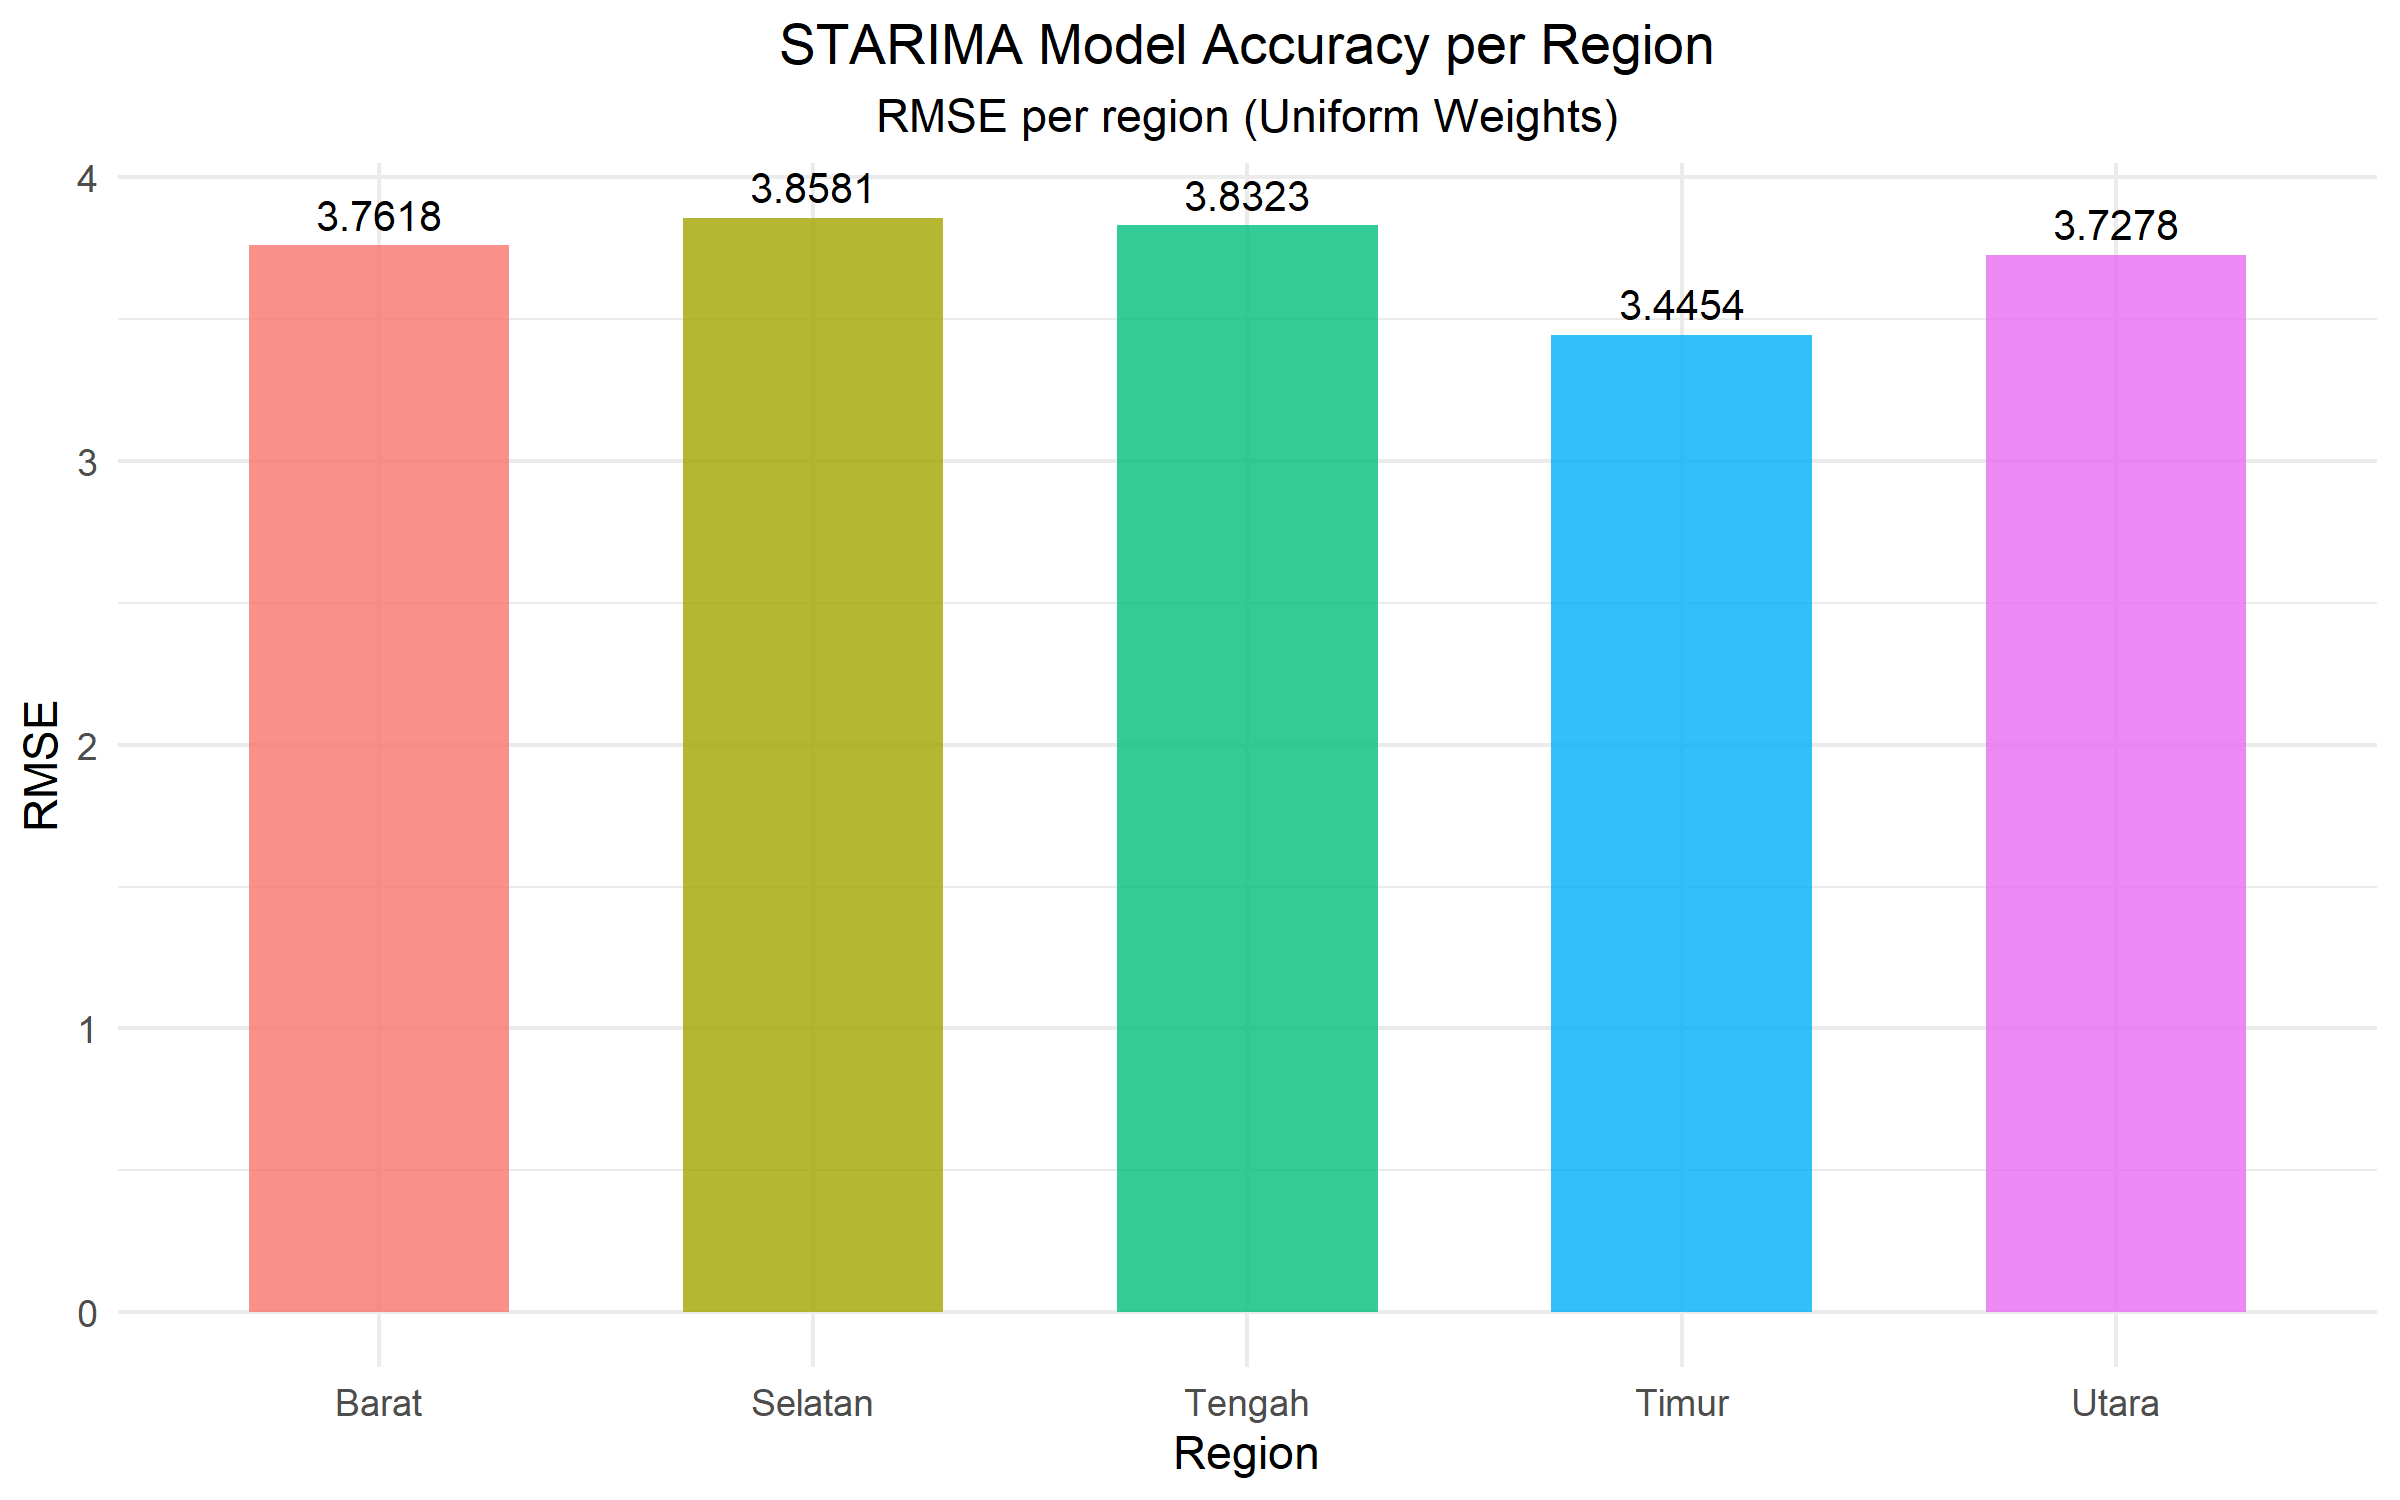 STARIMA Model Accuracy per Region
RMSE per region (Uniform Weights)
RMSE
4
3
2
1
0
3.7618
3.8581
3.8323
3.4454
3.7278
Barat
Selatan
Tengah
Timur
Utara
Region